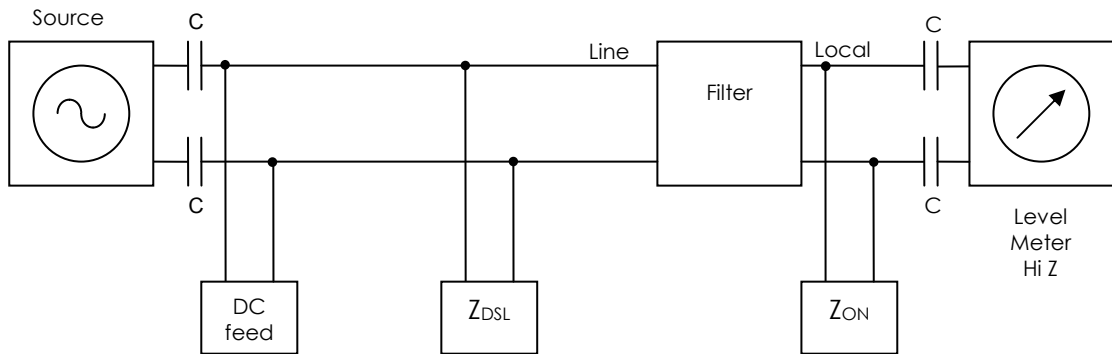 Source
C
C
Line
Filter
Local
C
C
C
DC
feed
ZDSL
ZON
Level
Meter
Hi Z